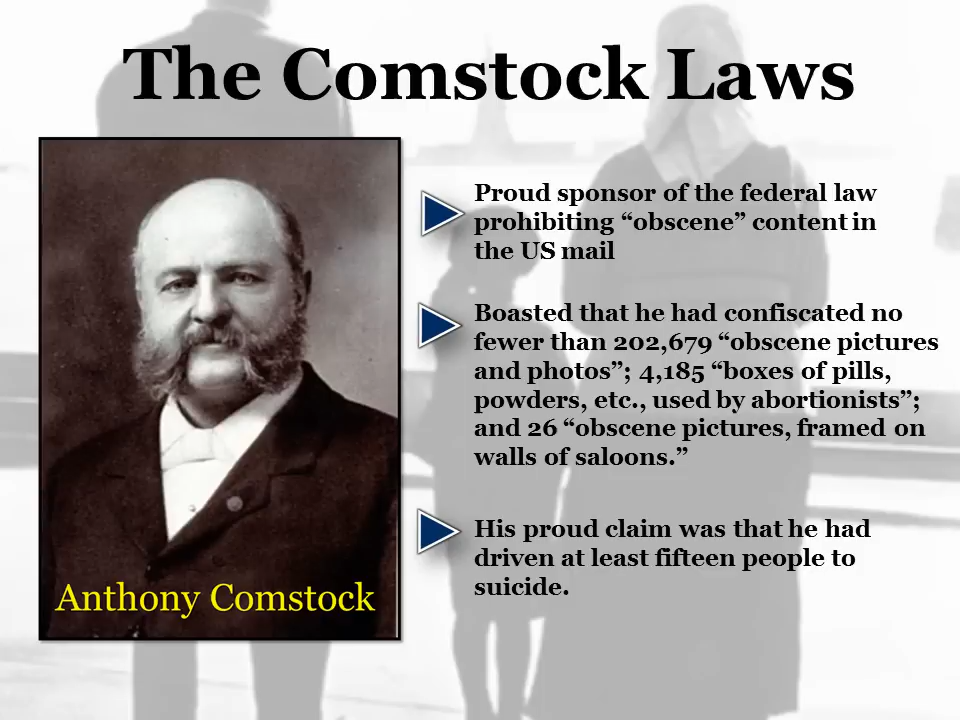 The Comstock Laws
Proud sponsor of the federal law
prohibiting “obscene” content in
the US mail
Boasted that he had confiscated no
fewer than 202,679 “obscene pictures
and photos”; 4,185 “boxes of pills,
powders, etc., used by abortionists”;
and 26 “obscene pictures, framed on
walls of saloons.”
His proud claim was that he had
driven at least fifteen people to
suicide.
Anthony Comstock